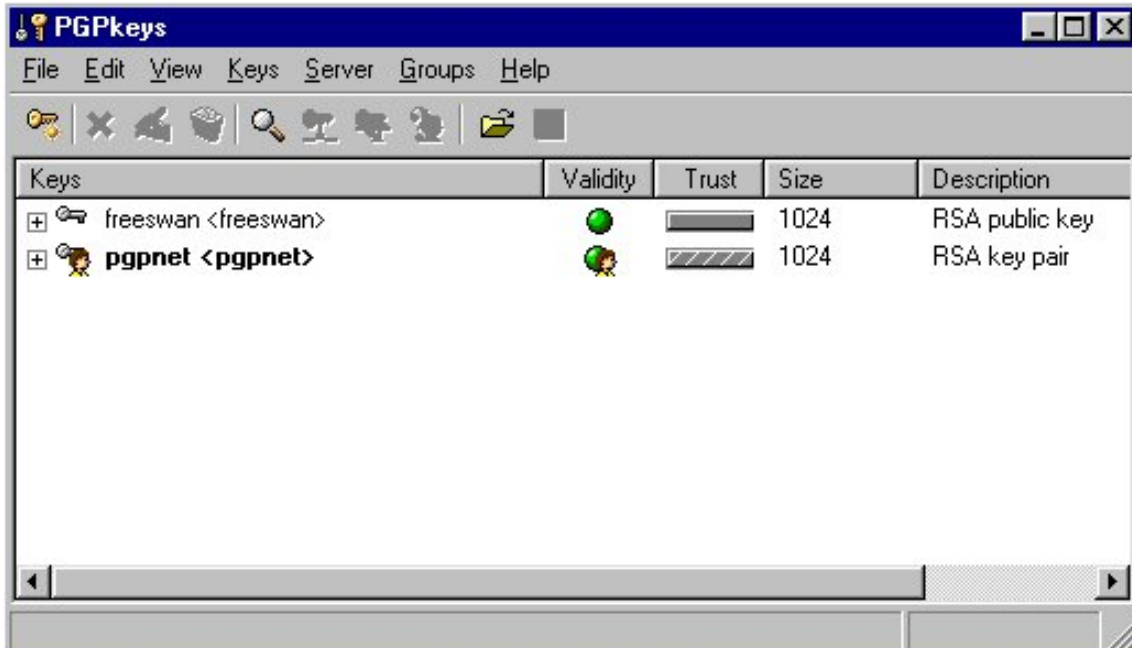 PGPkeys
File Edit View Keys Server Groups Help
Keys Validity Trust Size Description
freeswan <freeswan> 1024 RSA public key
pgpnet <pgpnet> 1024 RSA key pair